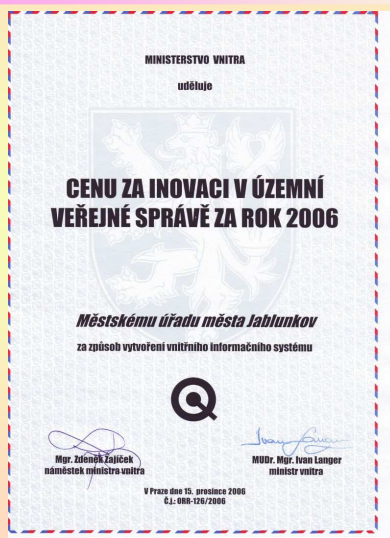 MINISTERSTVO VNITRA
uděluje
CENU ZA INOVACI V ÚZEMNÍ
VEŘEJNÉ SPRÁVĚ ZA ROK 2006
Městskému úřadu města Jablunkov
za způsob vytvoření vnitřního informačního systému
Mgr. Zdeněk Zajíček
náměstek ministra vnitra
MUDr. Mgr. Ivan Langer
ministr vnitra
V Praze dne 15. prosince 2006
Č.j.: ORR-126/2006